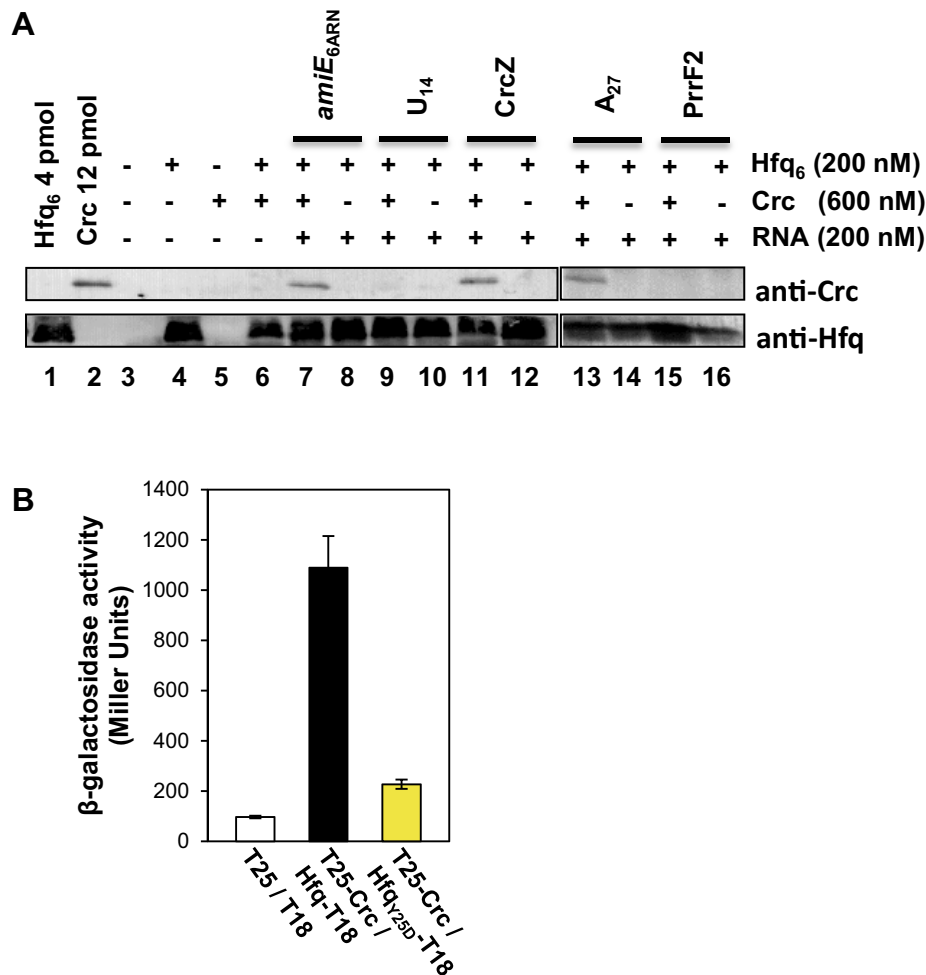 A
amiE6ARN
U14
CrcZ
A27
PrrF2
Hfq6 4 pmol
Crc 12 pmol
- + - + + + + + + + + + + + Hfq6 (200 nM)
- - + + + - + - + - + - + - Crc (600 nM)
- - - - + + + + + + + + + + RNA (200 nM)
anti-Crc
anti-Hfq
1 2 3 4 5 6 7 8 9 10 11 12 13 14 15 16
B
β-galactosidase activity
(Miller Units)
1400
1200
1000
800
600
400
200
0
T25 / T18
T25-Crc /
Hfq-T18
T25-Crc /
HfqY25D-T18